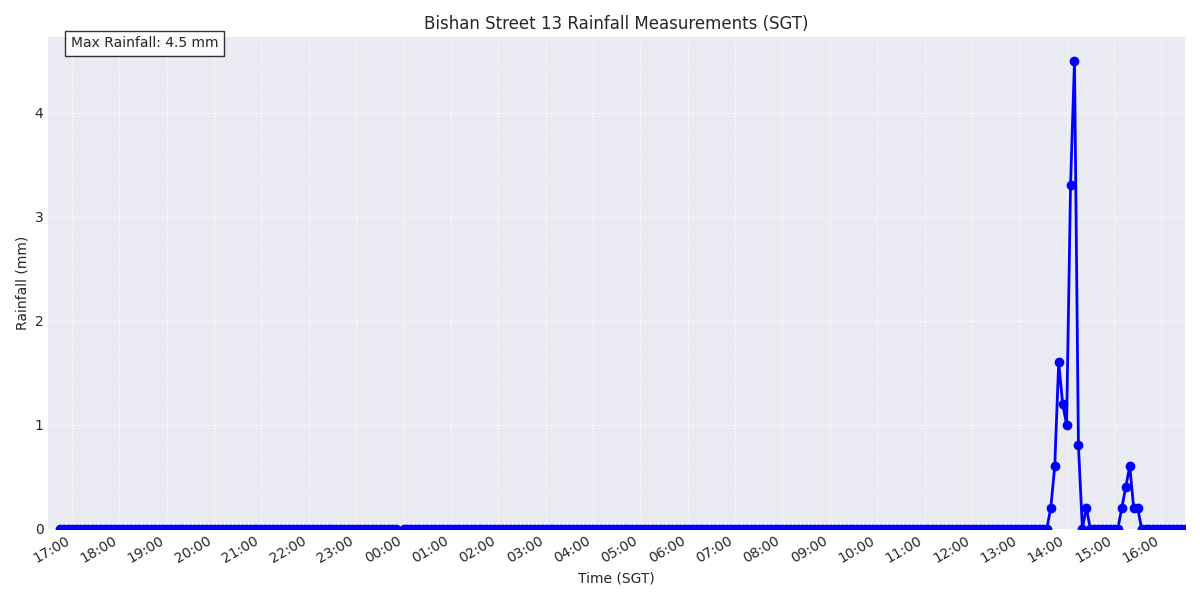 Bishan Street 13 Rainfall Measurements (SGT)
Max Rainfall: 4.5 mm
Rainfall (mm)
4
3
2
1
0
17:00 18:00 19:00 20:00 21:00 22:00 23:00 00:00 01:00 02:00 03:00 04:00 05:00 06:00 07:00 08:00 09:00 10:00 11:00 12:00 13:00 14:00 15:00 16:00
Time (SGT)